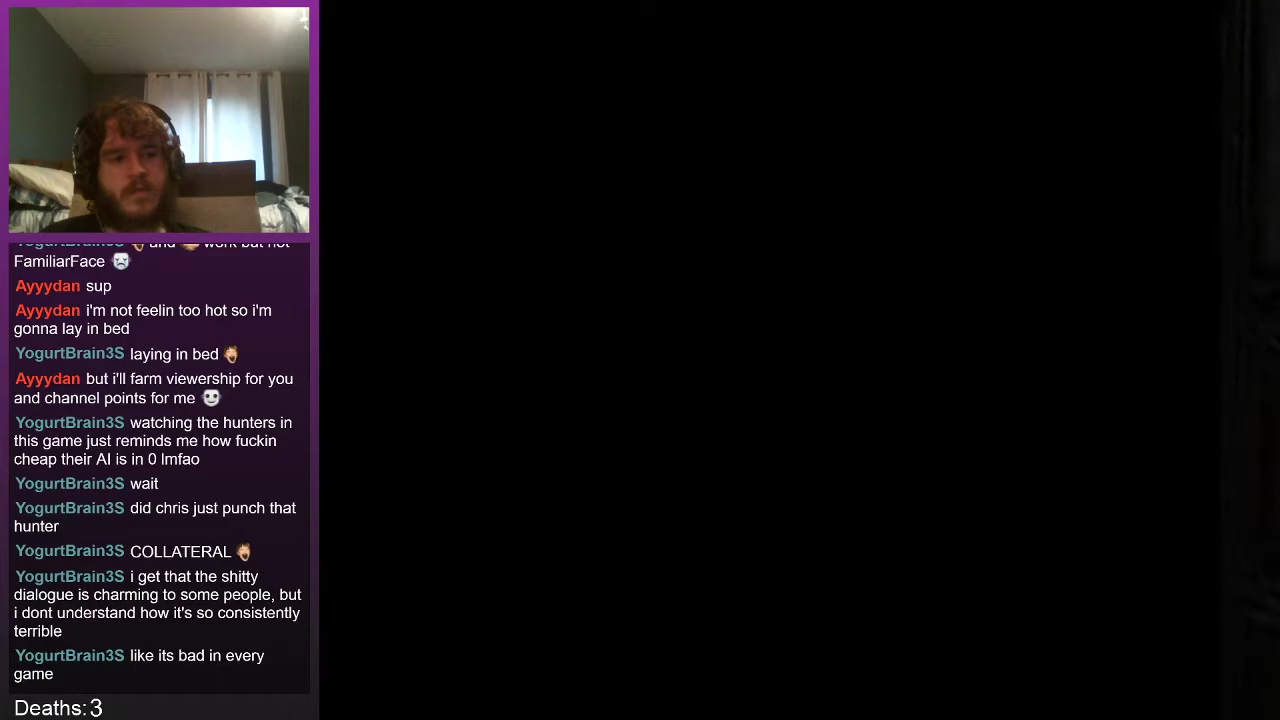 YogurtBrain3S and work but not
FamiliarFace
Ayyydan sup
Ayyydan i'm not feelin too hot so i'm
gonna lay in bed
YogurtBrain3S laying in bed
Ayyydan but i'll farm viewership for you
and channel points for me
YogurtBrain3S watching the hunters in
this game just reminds me how fuckin
cheap their AI is in 0 lmfao
YogurtBrain3S wait
YogurtBrain3S did chris just punch that
hunter
YogurtBrain3S COLLATERAL
YogurtBrain3S i get that the shitty
dialogue is charming to some people, but
i dont understand how it's so consistently
terrible
YogurtBrain3S like its bad in every
game
Deaths: 3